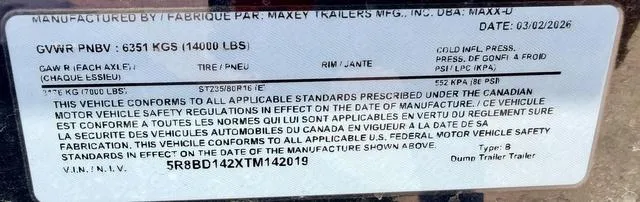 MANUFACTURED BY / FABRIQUE PAR: MAXEY TRAILERS MFG., INC. DBA: MAXX-D
DATE: 03/02/2026
GVWR PNBV : 6351 KGS (14000 LBS)
COLD INFL. PRESS.
GAWR (EACH AXLE) / TIRE / PNEU RIM / JANTE PRESS. DE GONFL A FROID
(CHAQUE ESSIEU) PSI / LPC (KPA)
KG (7000 LBS) ST235/80R16 (E) 552 KPA (80 PSI)
THIS VEHICLE CONFORMS TO ALL APPLICABLE STANDARDS PRESCRIBED UNDER THE CANADIAN
MOTOR VEHICLE SAFETY REGULATIONS IN EFFECT ON THE DATE OF MANUFACTURE. / CE VEHICULE
EST CONFORME A TOUTES LES NORMES QUI LUI SONT APPLICABLES EN VERTU DU REGLEMENT SURE
LA SECURITE DES VEHICULES DU CANADA EN VIGUEUR A LA DATE DE SA
THIS VEHICLE CONFORMS TO ALL APPLICABLE U.S. FEDERAL MOTOR VEHICLE SAFETY
STANDARDS IN EFFECT ON THE DATE OF THE MANUFACTURE SHOWN ABOVE.
Type: B
V.I.N. / N.I.V. 5R8BD142XTM142019 Dump Trailer Trailer